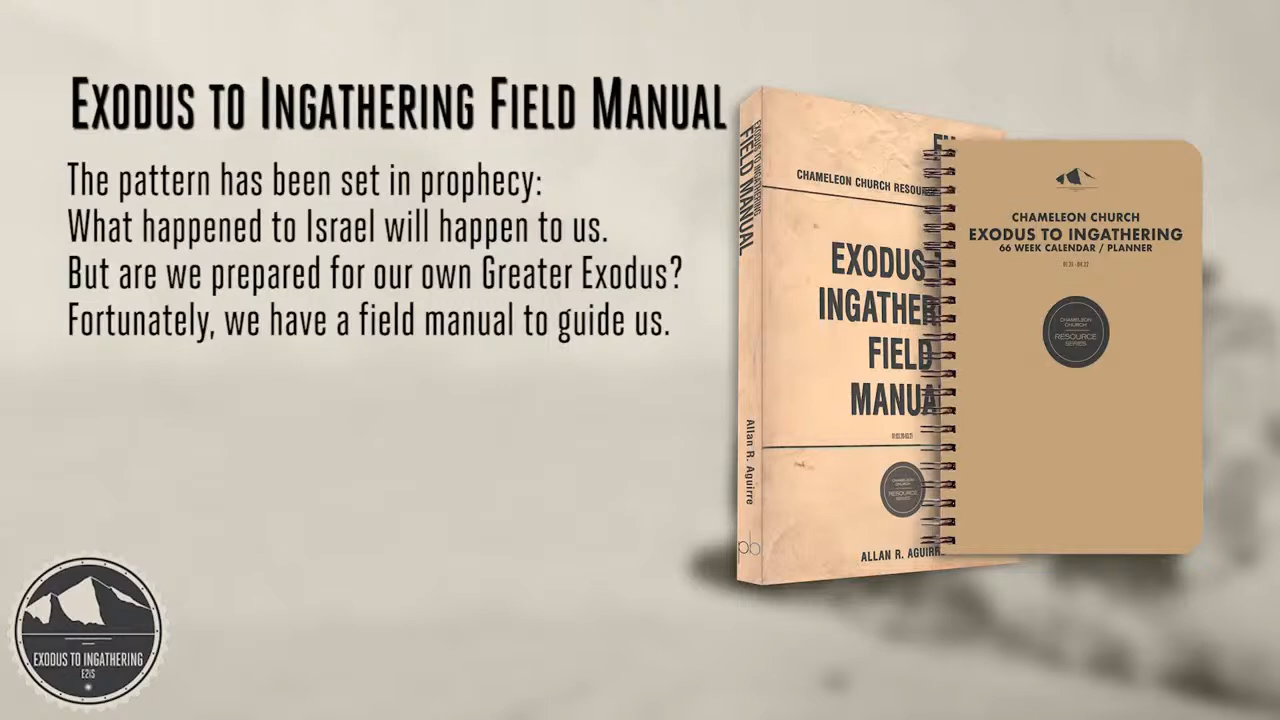 EXODUS TO INGATHERING FIELD MANUAL
The pattern has been set in prophecy:
What happened to Israel will happen to us.
But are we prepared for our own Greater Exodus?
Fortunately, we have a field manual to guide us.
EXODUS TO INGATHERING
FIELD MANUAL
Allan R. Aguirre
pb
CHAMELEON CHURCH RESOU
EXODUS
INGATHER
FIELD
MANUA
CHAMELEON
CHURCH
RESOURCE
SERIES
ALLAN R. AGUIRR
CHAMELEON CHURCH
EXODUS TO INGATHERING
66 WEEK CALENDAR / PLANNER
CHAMELEON
CHURCH
RESOURCE
SERIES
EXODUS TO INGATHERING
E2iS